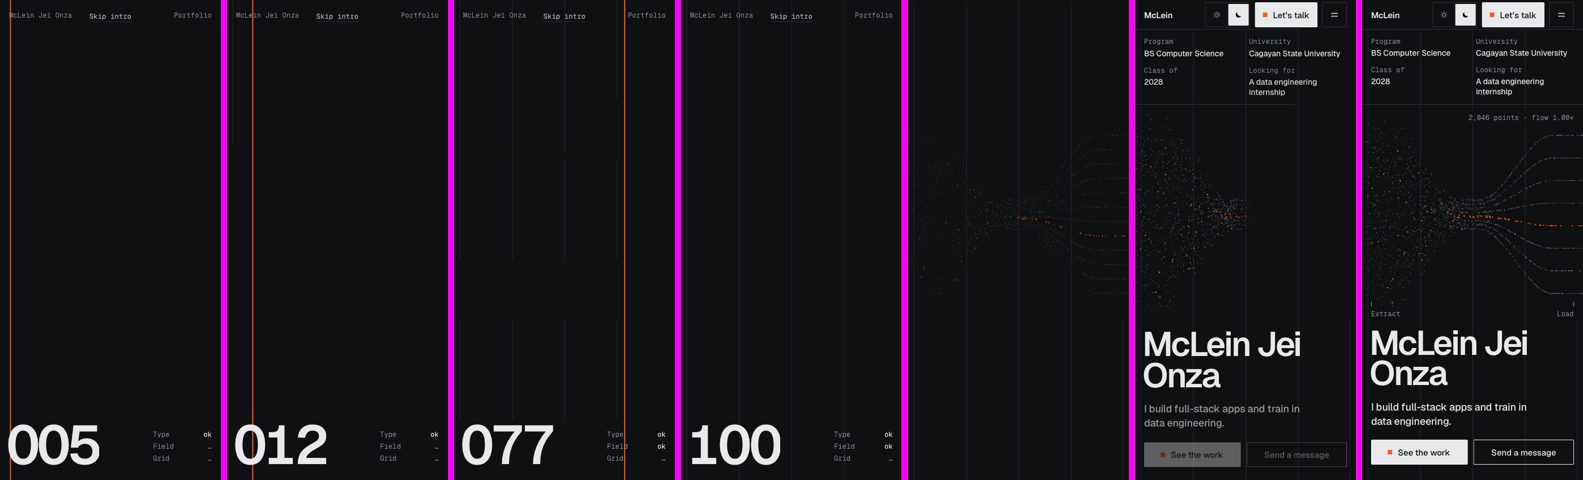 McLein Jei Onza Skip intro Portfolio
005
Type ok
Field …
Grid …
McLein Jei Onza Skip intro Portfolio
012
Type ok
Field …
Grid …
McLein Jei Onza Skip intro Portfolio
077
Type ok
Field ok
Grid …
McLein Jei Onza Skip intro Portfolio
100
Type ok
Field ok
Grid …
McLein Let's talk
Program University
BS Computer Science Cagayan State University
Class of Looking for
2028 A data engineering
internship
McLein Jei
Onza
I build full-stack apps and train in
data engineering.
See the work Send a message
McLein Let's talk
Program University
BS Computer Science Cagayan State University
Class of Looking for
2028 A data engineering
internship
2,046 points · flow 1.00×
Extract Load
McLein Jei
Onza
I build full-stack apps and train in
data engineering.
See the work Send a message